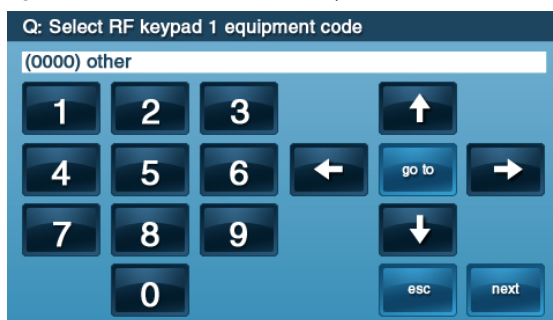 Q: Select RF keypad 1 equipment code
(0000) other
1 2 3
4 5 6 go to
7 8 9
0 esc next